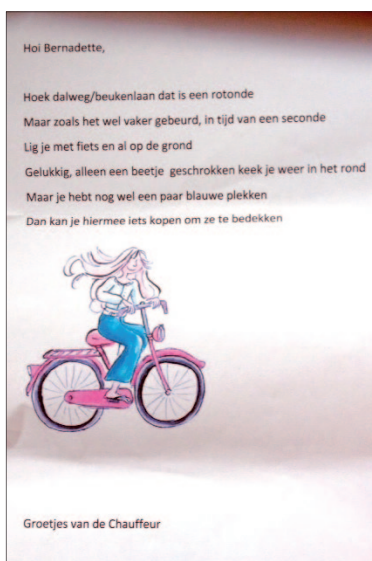 Hoi Bernadette,
Hoek dalweg/beukenlaan dat is een rotonde
Maar zoals het wel vaker gebeurd, in tijd van een seconde
Lig je met fiets en al op de grond
Gelukkig, alleen een beetje geschrokken keek je weer in het rond
Maar je hebt nog wel een paar blauwe plekken
Dan kan je hiermee iets kopen om ze te bedekken
Groetjes van de Chauffeur